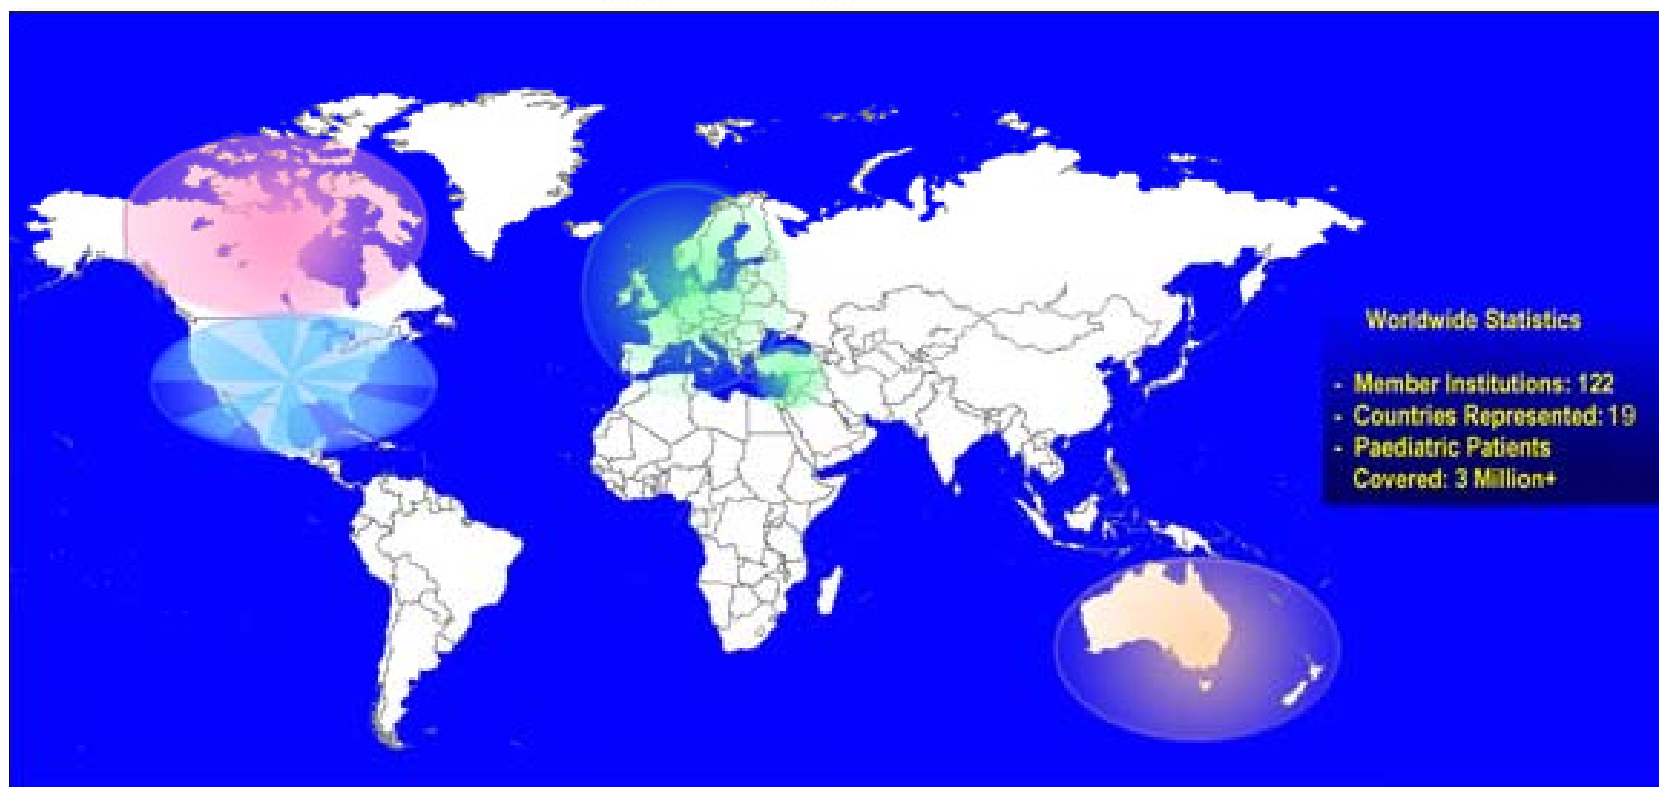 Worldwide Statistics
- Member Institutions: 122
- Countries Represented: 19
- Paediatric Patients
Covered: 3 Million+